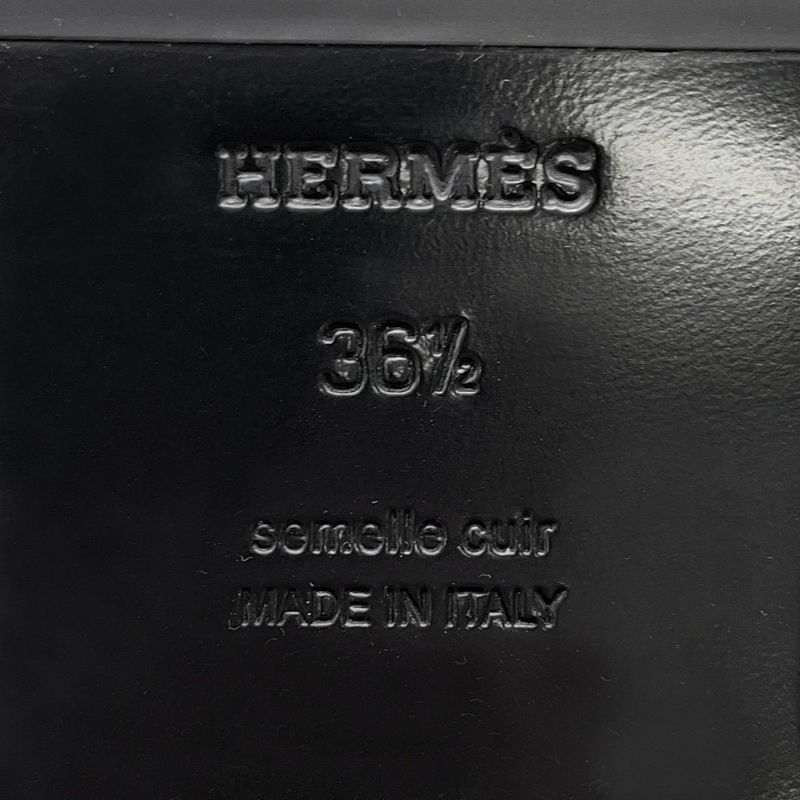 HERMÈS
36½
semelle cuir
MADE IN ITALY